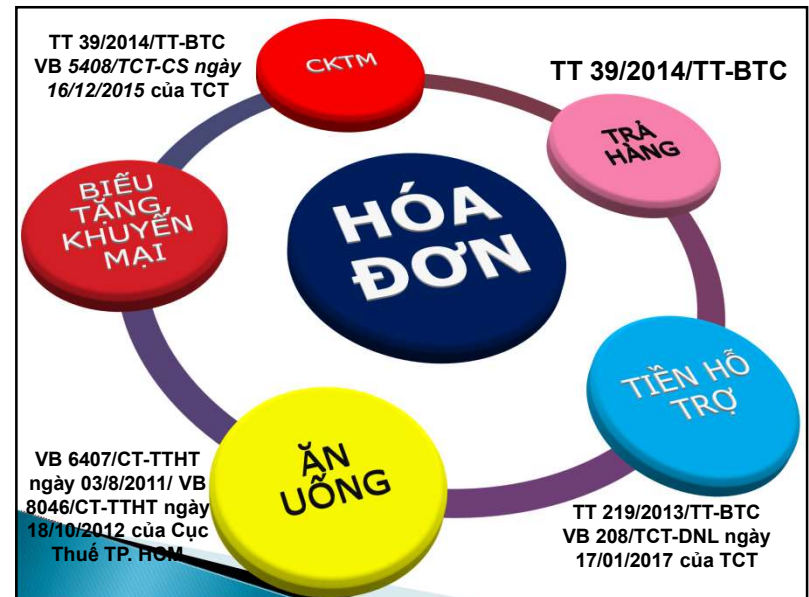 TT 39/2014/TT-BTC
VB 5408/TCT-CS ngày
16/12/2015 của TCT
CKTM
TT 39/2014/TT-BTC
TRẢ
HÀNG
BIẾU
TẶNG,
KHUYẾN
MẠI
HÓA
ĐƠN
TIỀN HỖ
TRỢ
ĂN
UỐNG
VB 6407/CT-TTHT
ngày 03/8/2011/ VB
8046/CT-TTHT ngày
18/10/2012 của Cục
Thuế TP. HCM
TT 219/2013/TT-BTC
VB 208/TCT-DNL ngày
17/01/2017 của TCT